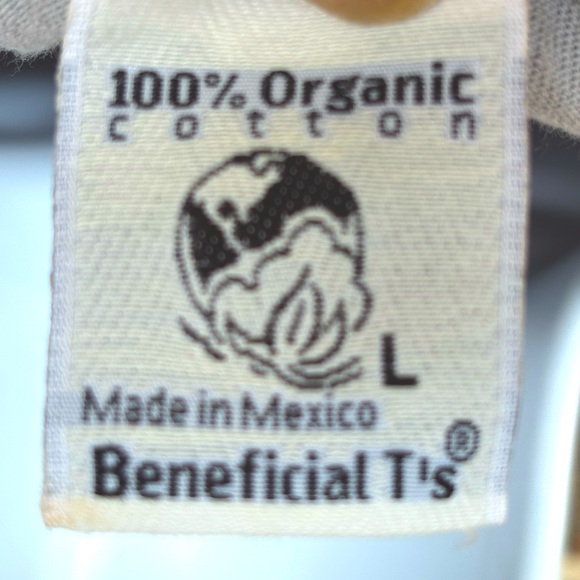 100% Organic
cotton
L
Made in Mexico
Beneficial T's®